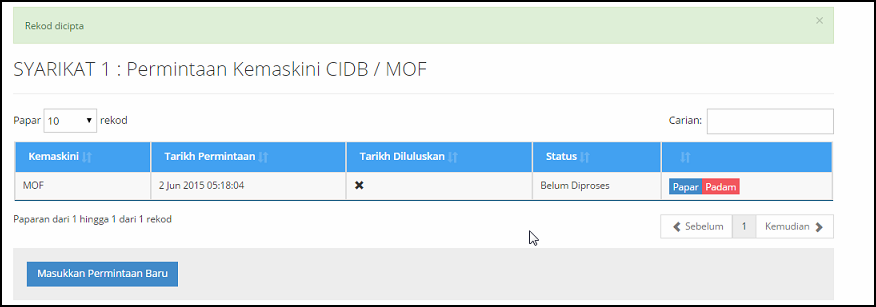 Rekod dicipta ×
SYARIKAT 1 : Permintaan Kemaskini CIDB / MOF
Papar 10 rekod Carian:
Kemaskini Tarikh Permintaan Tarikh Diluluskan Status
MOF 2 Jun 2015 05:18:04 ✖ Belum Diproses Papar Padam
Paparan dari 1 hingga 1 dari 1 rekod
Sebelum 1 Kemudian
Masukkan Permintaan Baru